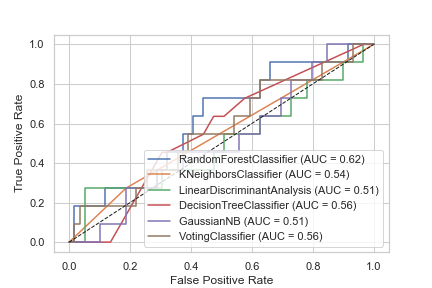 1.0
0.8
0.6
0.4
0.2
0.0
True Positive Rate
RandomForestClassifier (AUC = 0.62)
KNeighborsClassifier (AUC = 0.54)
LinearDiscriminantAnalysis (AUC = 0.51)
DecisionTreeClassifier (AUC = 0.56)
GaussianNB (AUC = 0.51)
VotingClassifier (AUC = 0.56)
0.0 0.2 0.4 0.6 0.8 1.0
False Positive Rate